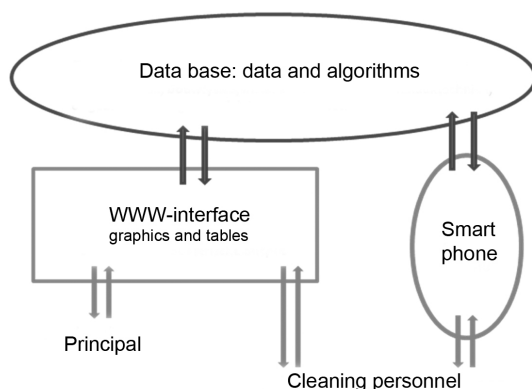 Data base: data and algorithms
WWW-interface
graphics and tables
Smart
phone
Principal
Cleaning personnel